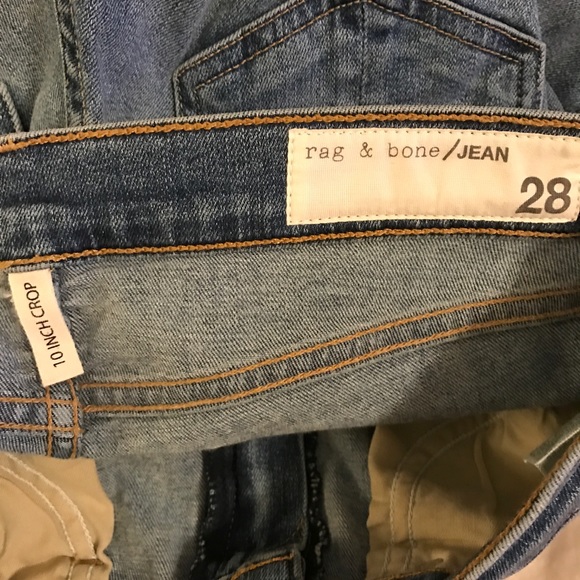 rag & bone/JEAN
28
10 INCH CROP